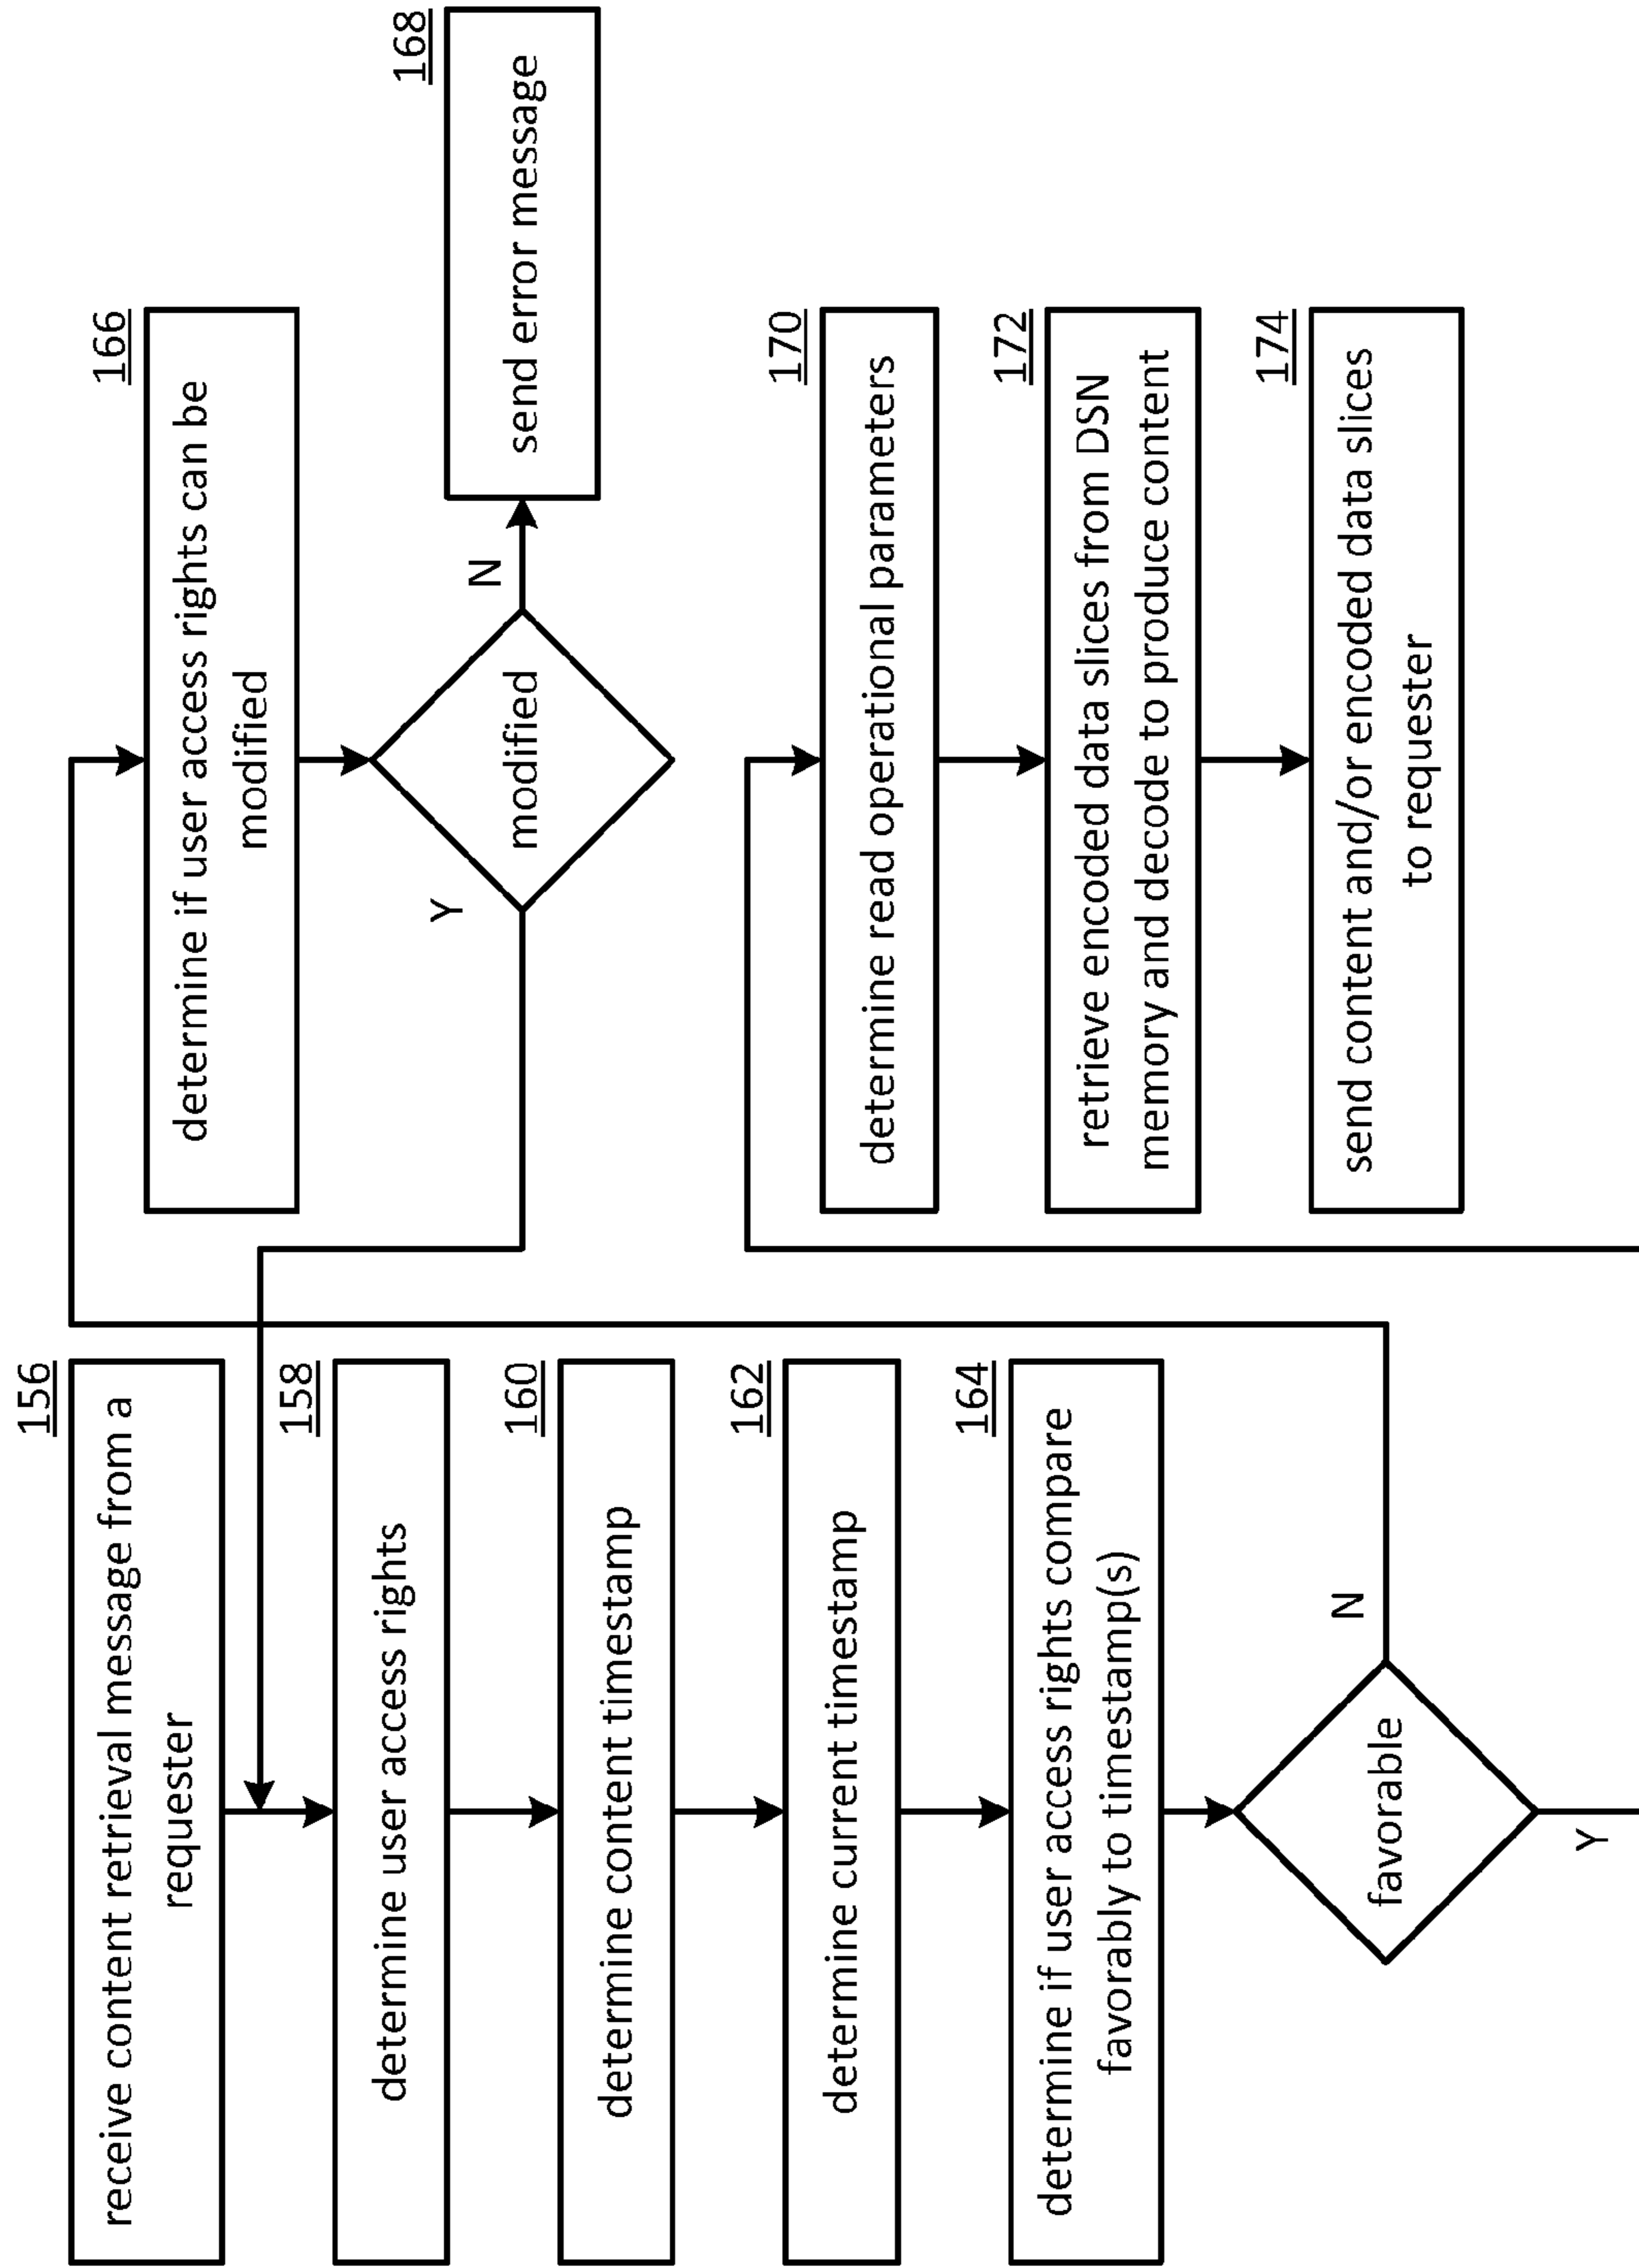 156
receive content retrieval message from a
requester
158
determine user access rights
160
determine content timestamp
162
determine current timestamp
164
determine if user access rights compare
favorably to timestamp(s)
favorable
N
Y
166
determine if user access rights can be
modified
modified
Y
N
168
send error message
170
determine read operational parameters
172
retrieve encoded data slices from DSN
memory and decode to produce content
174
send content and/or encoded data slices
to requester